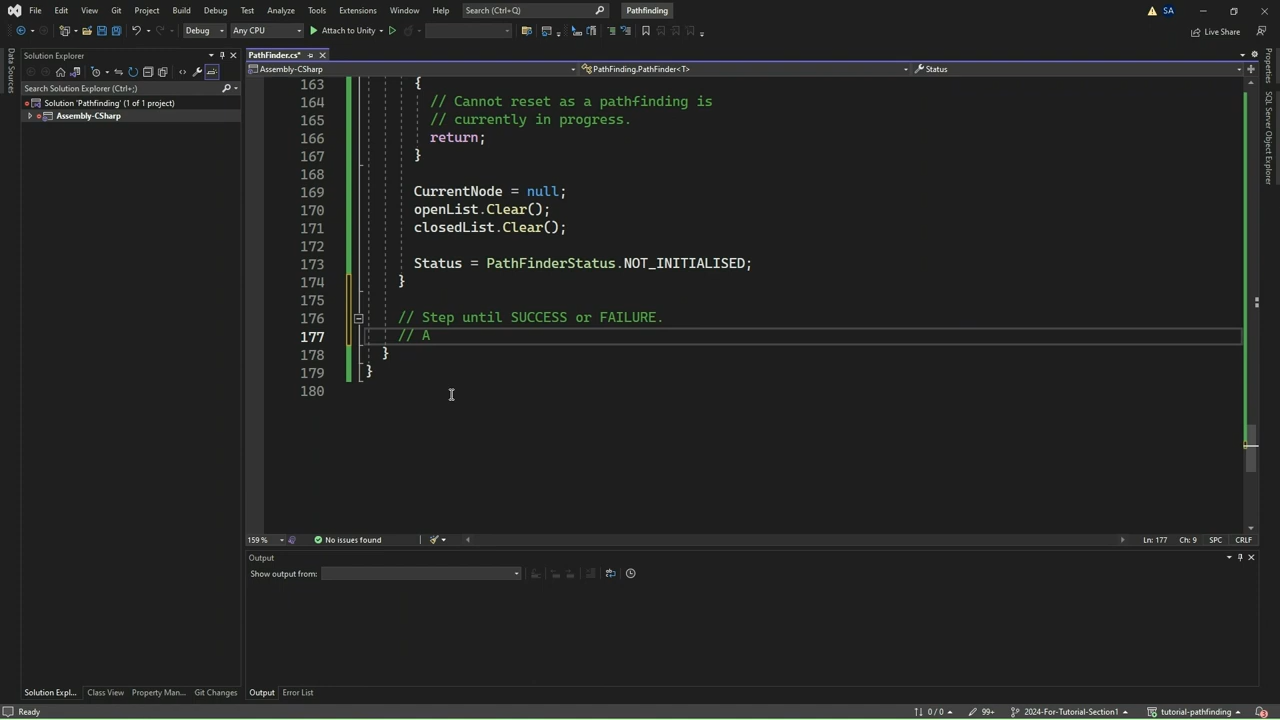 File Edit View Git Project Build Debug Test Analyze Tools Extensions Window Help Search (Ctrl+Q) Pathfinding SA
Debug Any CPU Attach to Unity Live Share
Data Sources
Solution Explorer
Search Solution Explorer (Ctrl+;)
Solution 'Pathfinding' (1 of 1 project)
Assembly-CSharp
PathFinder.cs*
Assembly-CSharp PathFinding.PathFinder<T> Status
163 {
164 // Cannot reset as a pathfinding is
165 // currently in progress.
166 return;
167 }
168
169 CurrentNode = null;
170 openList.Clear();
171 closedList.Clear();
172
173 Status = PathFinderStatus.NOT_INITIALISED;
174 }
175
176 // Step until SUCCESS or FAILURE.
177 // A
178 }
179 }
180
159 % No issues found Ln: 177 Ch: 9 SPC CRLF
Output
Show output from:
Solution Expl... Class View Property Man... Git Changes Output Error List
Ready 0 / 0 99+ 2024-For-Tutorial-Section1 tutorial-pathfinding
Properties
SQL Server Object Explorer